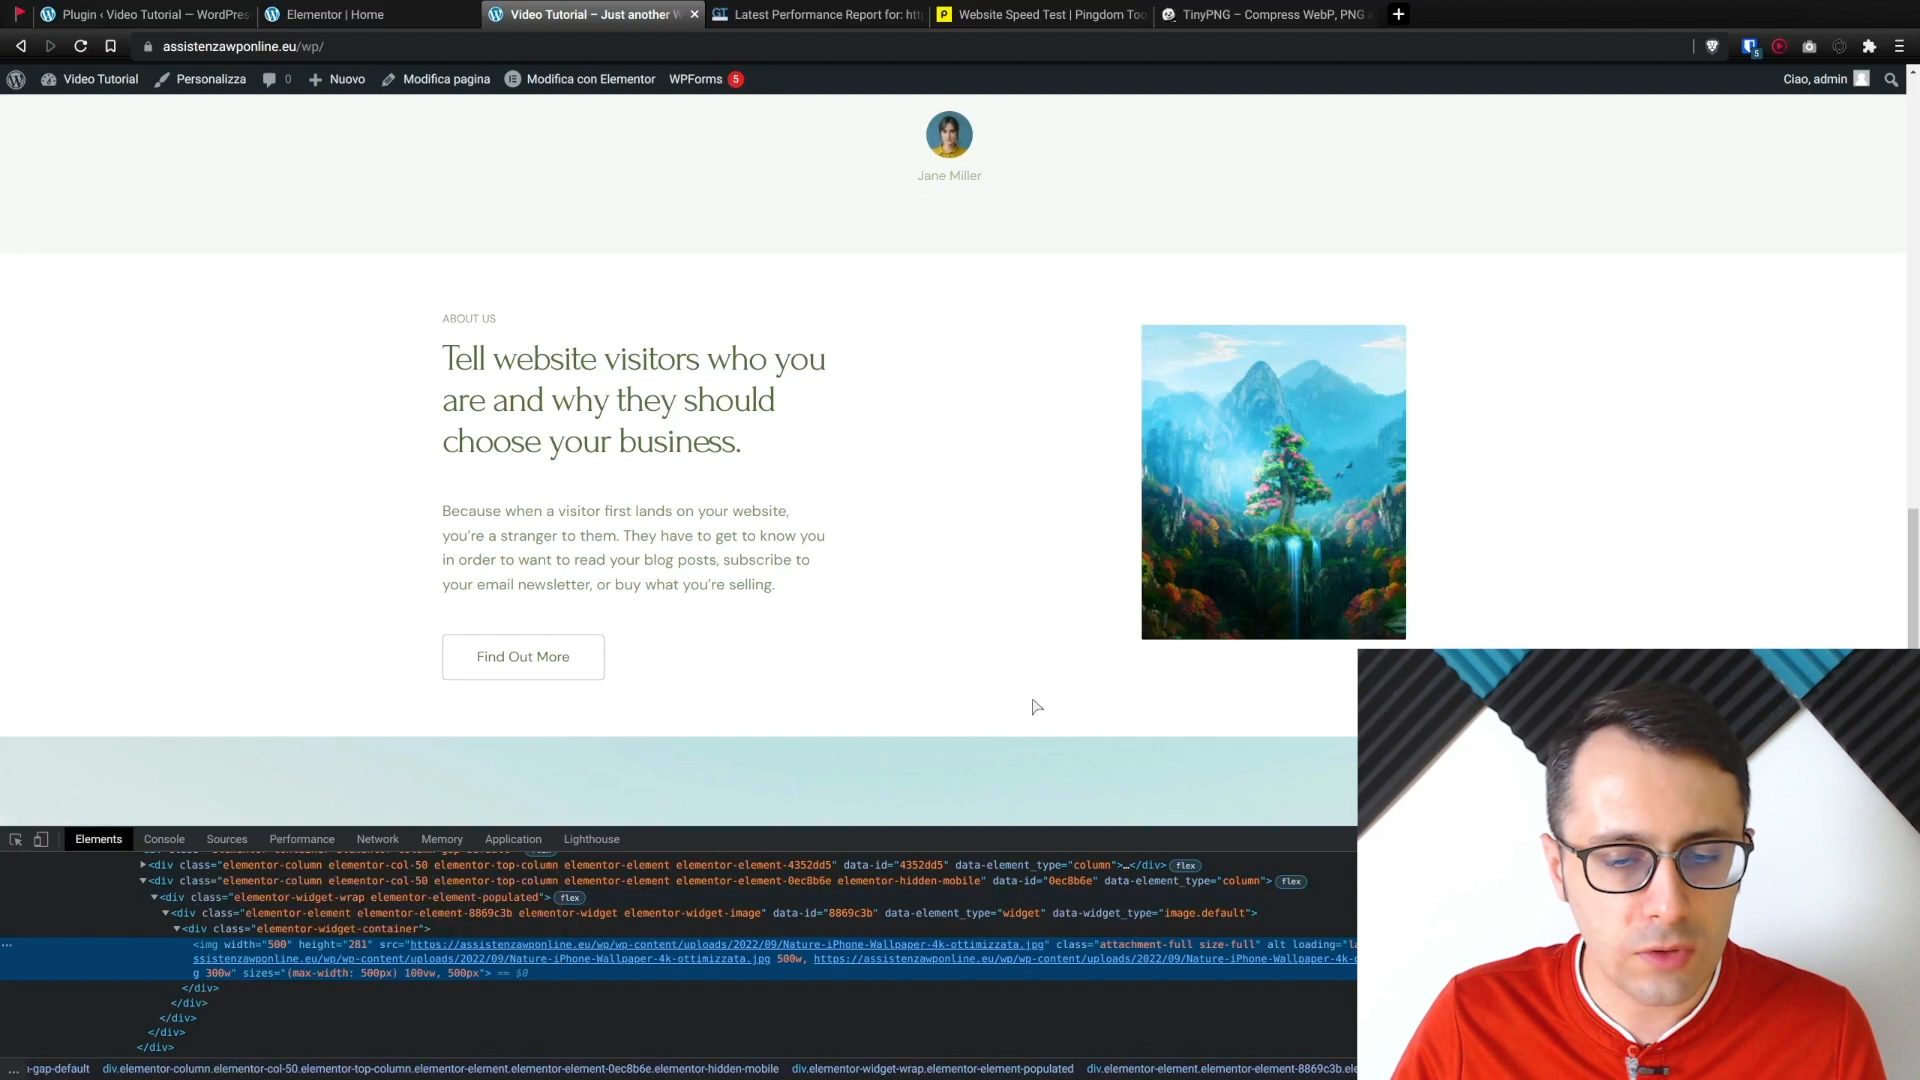 Plugin ‹ Video Tutorial — WordPres
Elementor | Home
Video Tutorial – Just another W
Latest Performance Report for: htt
Website Speed Test | Pingdom Too
TinyPNG – Compress WebP, PNG a
assistenzawponline.eu/wp/
5
Video Tutorial
Personalizza
0
Nuovo
Modifica pagina
Modifica con Elementor
WPForms 5
Ciao, admin
Jane Miller
ABOUT US
Tell website visitors who you
are and why they should
choose your business.
Because when a visitor first lands on your website,
you’re a stranger to them. They have to get to know you
in order to want to read your blog posts, subscribe to
your email newsletter, or buy what you’re selling.
Find Out More
Elements Console Sources Performance Network Memory Application Lighthouse
<div class="elementor-column elementor-col-50 elementor-top-column elementor-element elementor-element-4352dd5" data-id="4352dd5" data-element_type="column">…</div> flex
<div class="elementor-column elementor-col-50 elementor-top-column elementor-element elementor-element-0ec8b6e elementor-hidden-mobile" data-id="0ec8b6e" data-element_type="column"> flex
<div class="elementor-widget-wrap elementor-element-populated"> flex
<div class="elementor-element elementor-element-8869c3b elementor-widget elementor-widget-image" data-id="8869c3b" data-element_type="widget" data-widget_type="image.default">
<div class="elementor-widget-container">
<img width="500" height="281" src="https://assistenzawponline.eu/wp/wp-content/uploads/2022/09/Nature-iPhone-Wallpaper-4k-ottimizzata.jpg" class="attachment-full size-full" alt loading="la
assistenzawponline.eu/wp/wp-content/uploads/2022/09/Nature-iPhone-Wallpaper-4k-ottimizzata.jpg 500w, https://assistenzawponline.eu/wp/wp-content/uploads/2022/09/Nature-iPhone-Wallpaper-4k-o
g 300w" sizes="(max-width: 500px) 100vw, 500px"> == $0
</div>
</div>
</div>
</div>
</div>
… ı-gap-default div.elementor-column.elementor-col-50.elementor-top-column.elementor-element.elementor-element-0ec8b6e.elementor-hidden-mobile div.elementor-widget-wrap.elementor-element-populated div.elementor-element.elementor-element-8869c3b.ele